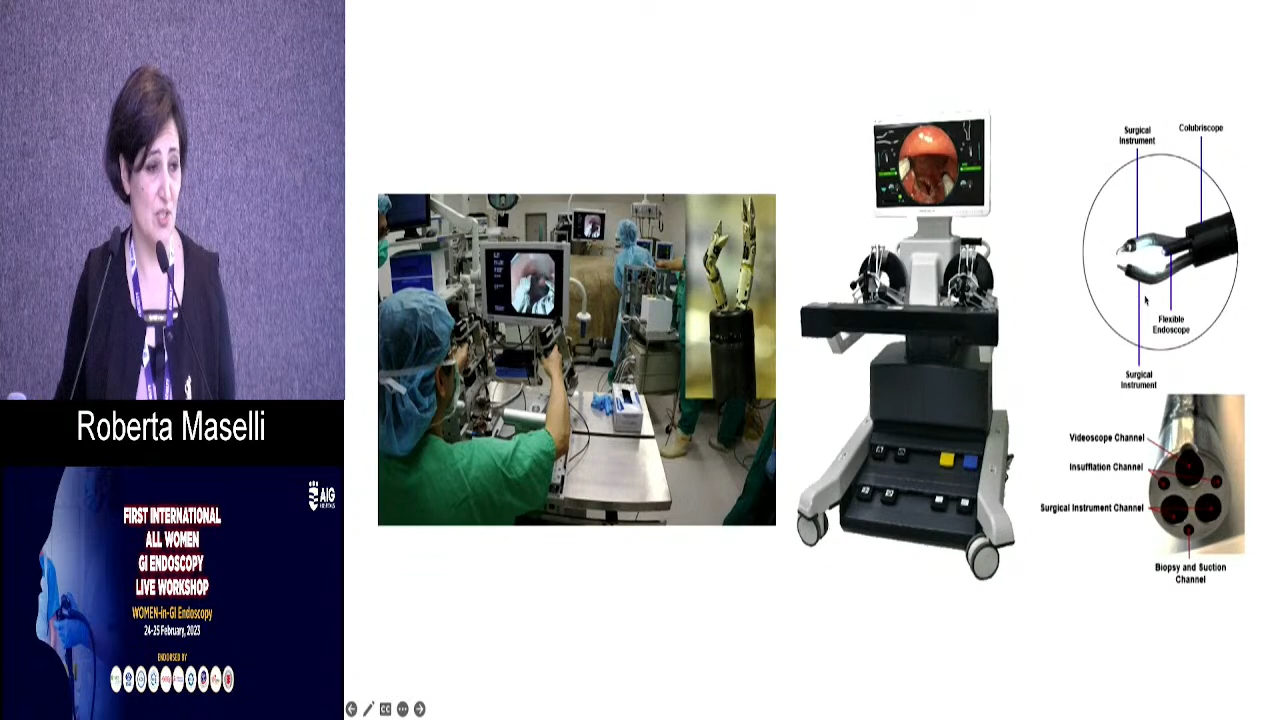 Roberta Maselli
AIG
HOSPITALS
FIRST INTERNATIONAL
ALL WOMEN
GI ENDOSCOPY
LIVE WORKSHOP
WOMEN-in-GI Endoscopy
24-25 February, 2023
ENDORSED BY
Surgical
Instrument
Colubriscope
Flexible
Endoscope
Surgical
Instrument
Videoscope Channel
Insufflation Channel
Surgical Instrument Channel
Biopsy and Suction
Channel
CC